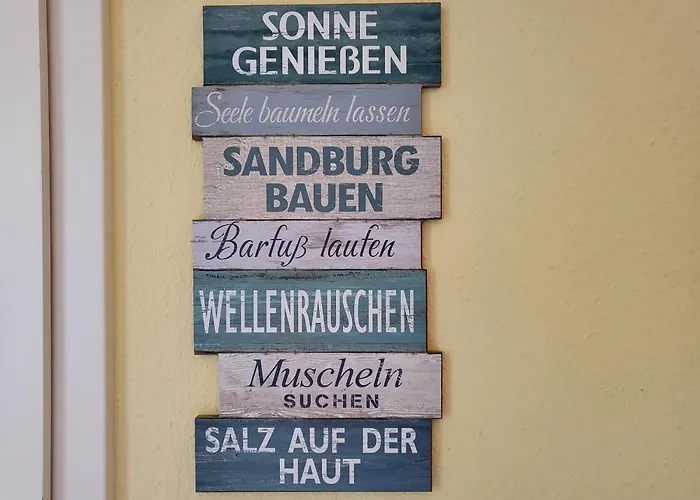 SONNE
GENIEßEN
Seele baumeln lassen
SANDBURG
BAUEN
Barfuß laufen
WELLENRAUSCHEN
Muscheln
SUCHEN
SALZ AUF DER
HAUT